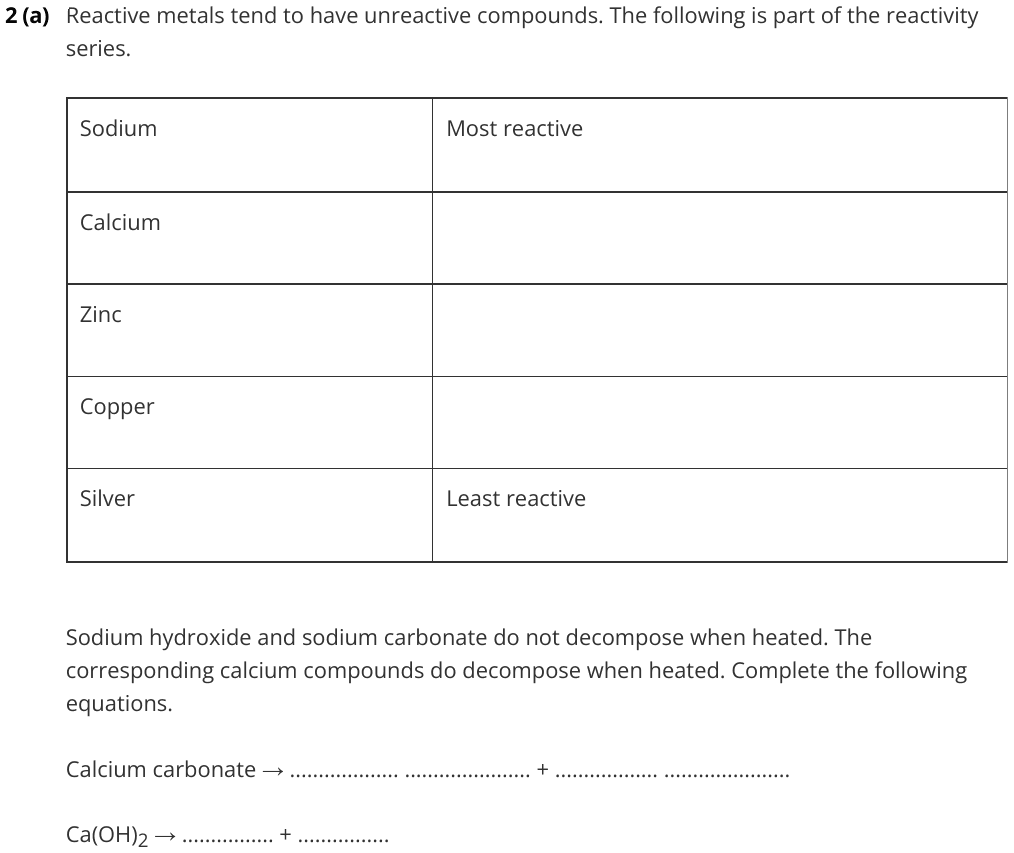 2 (a) Reactive metals tend to have unreactive compounds. The following is part of the reactivity
series.
Sodium Most reactive
Calcium
Zinc
Copper
Silver Least reactive
Sodium hydroxide and sodium carbonate do not decompose when heated. The
corresponding calcium compounds do decompose when heated. Complete the following
equations.
Calcium carbonate → ................... ...................... + .................. ......................
Ca(OH)₂ → ................ + ................